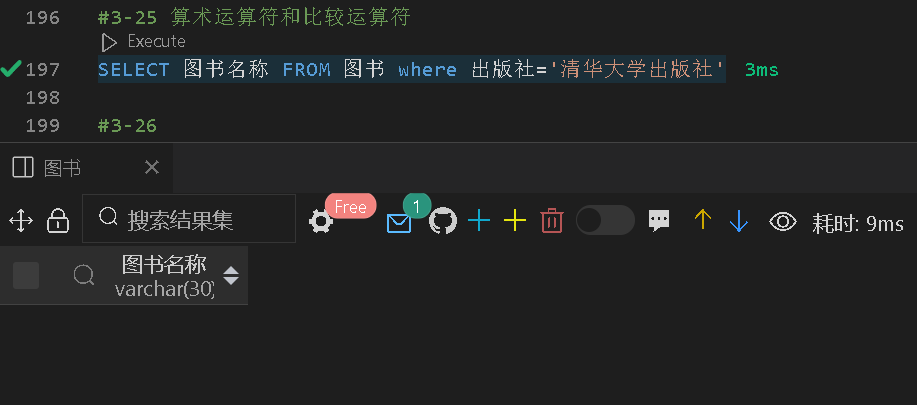 196 #3-25 算术运算符和比较运算符
Execute
197 SELECT 图书名称 FROM 图书 where 出版社='清华大学出版社' 3ms
198
199 #3-26
图书
搜索结果集 Free 1 耗时: 9ms
图书名称
varchar(30)